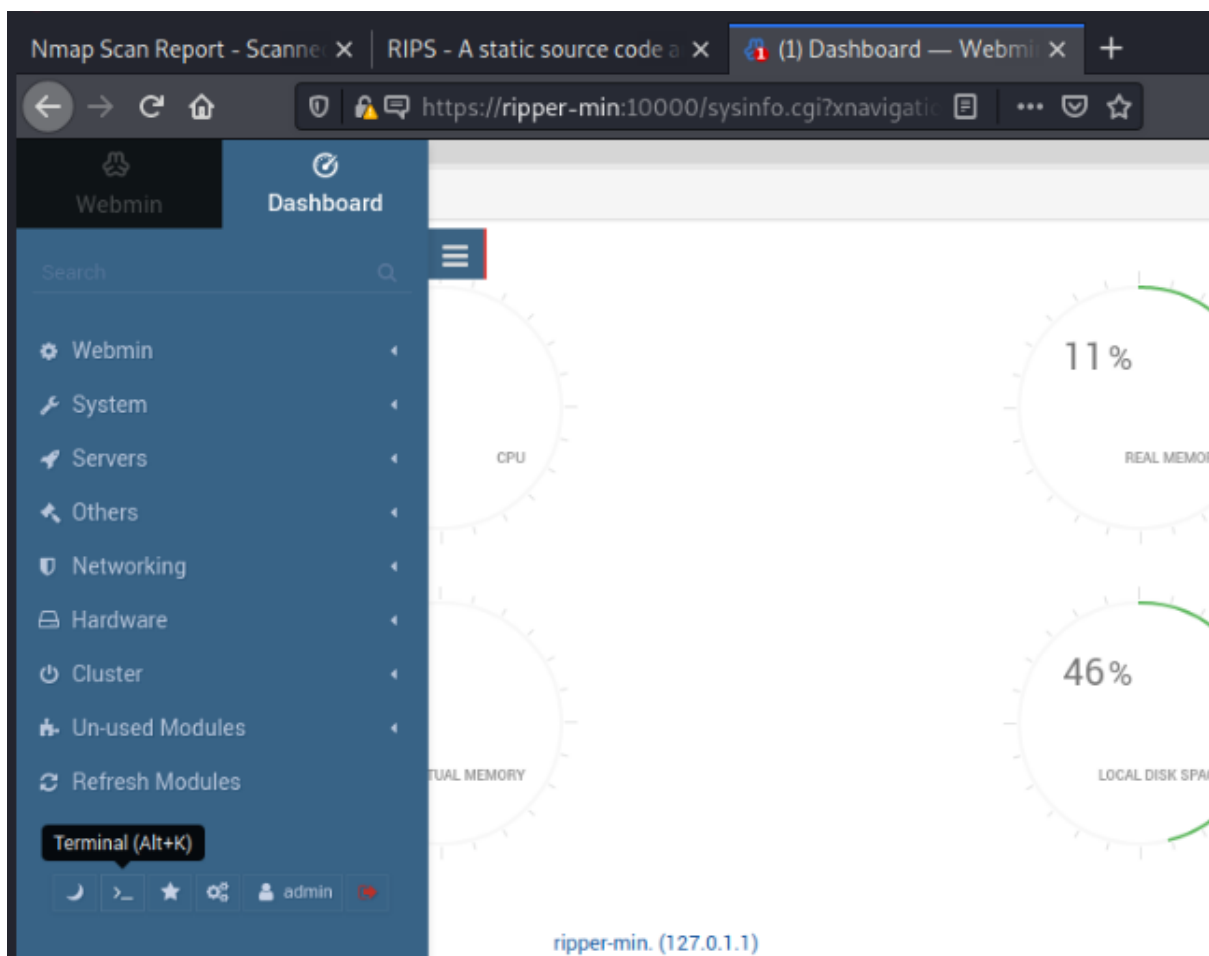 Nmap Scan Report - Scanne
RIPS - A static source code a
(1) Dashboard — Webmi
https://ripper-min:10000/sysinfo.cgi?xnavigatio
Webmin
Dashboard
Search
Webmin
System
Servers
Others
Networking
Hardware
Cluster
Un-used Modules
Refresh Modules
Terminal (Alt+K)
admin
CPU
11%
REAL MEMOR
TUAL MEMORY
46%
LOCAL DISK SPA
ripper-min. (127.0.1.1)